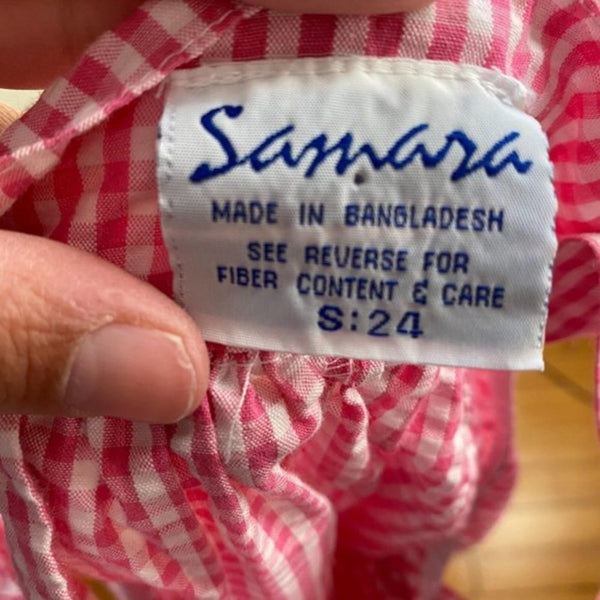 Samara
MADE IN BANGLADESH
SEE REVERSE FOR
FIBER CONTENT & CARE
S:24